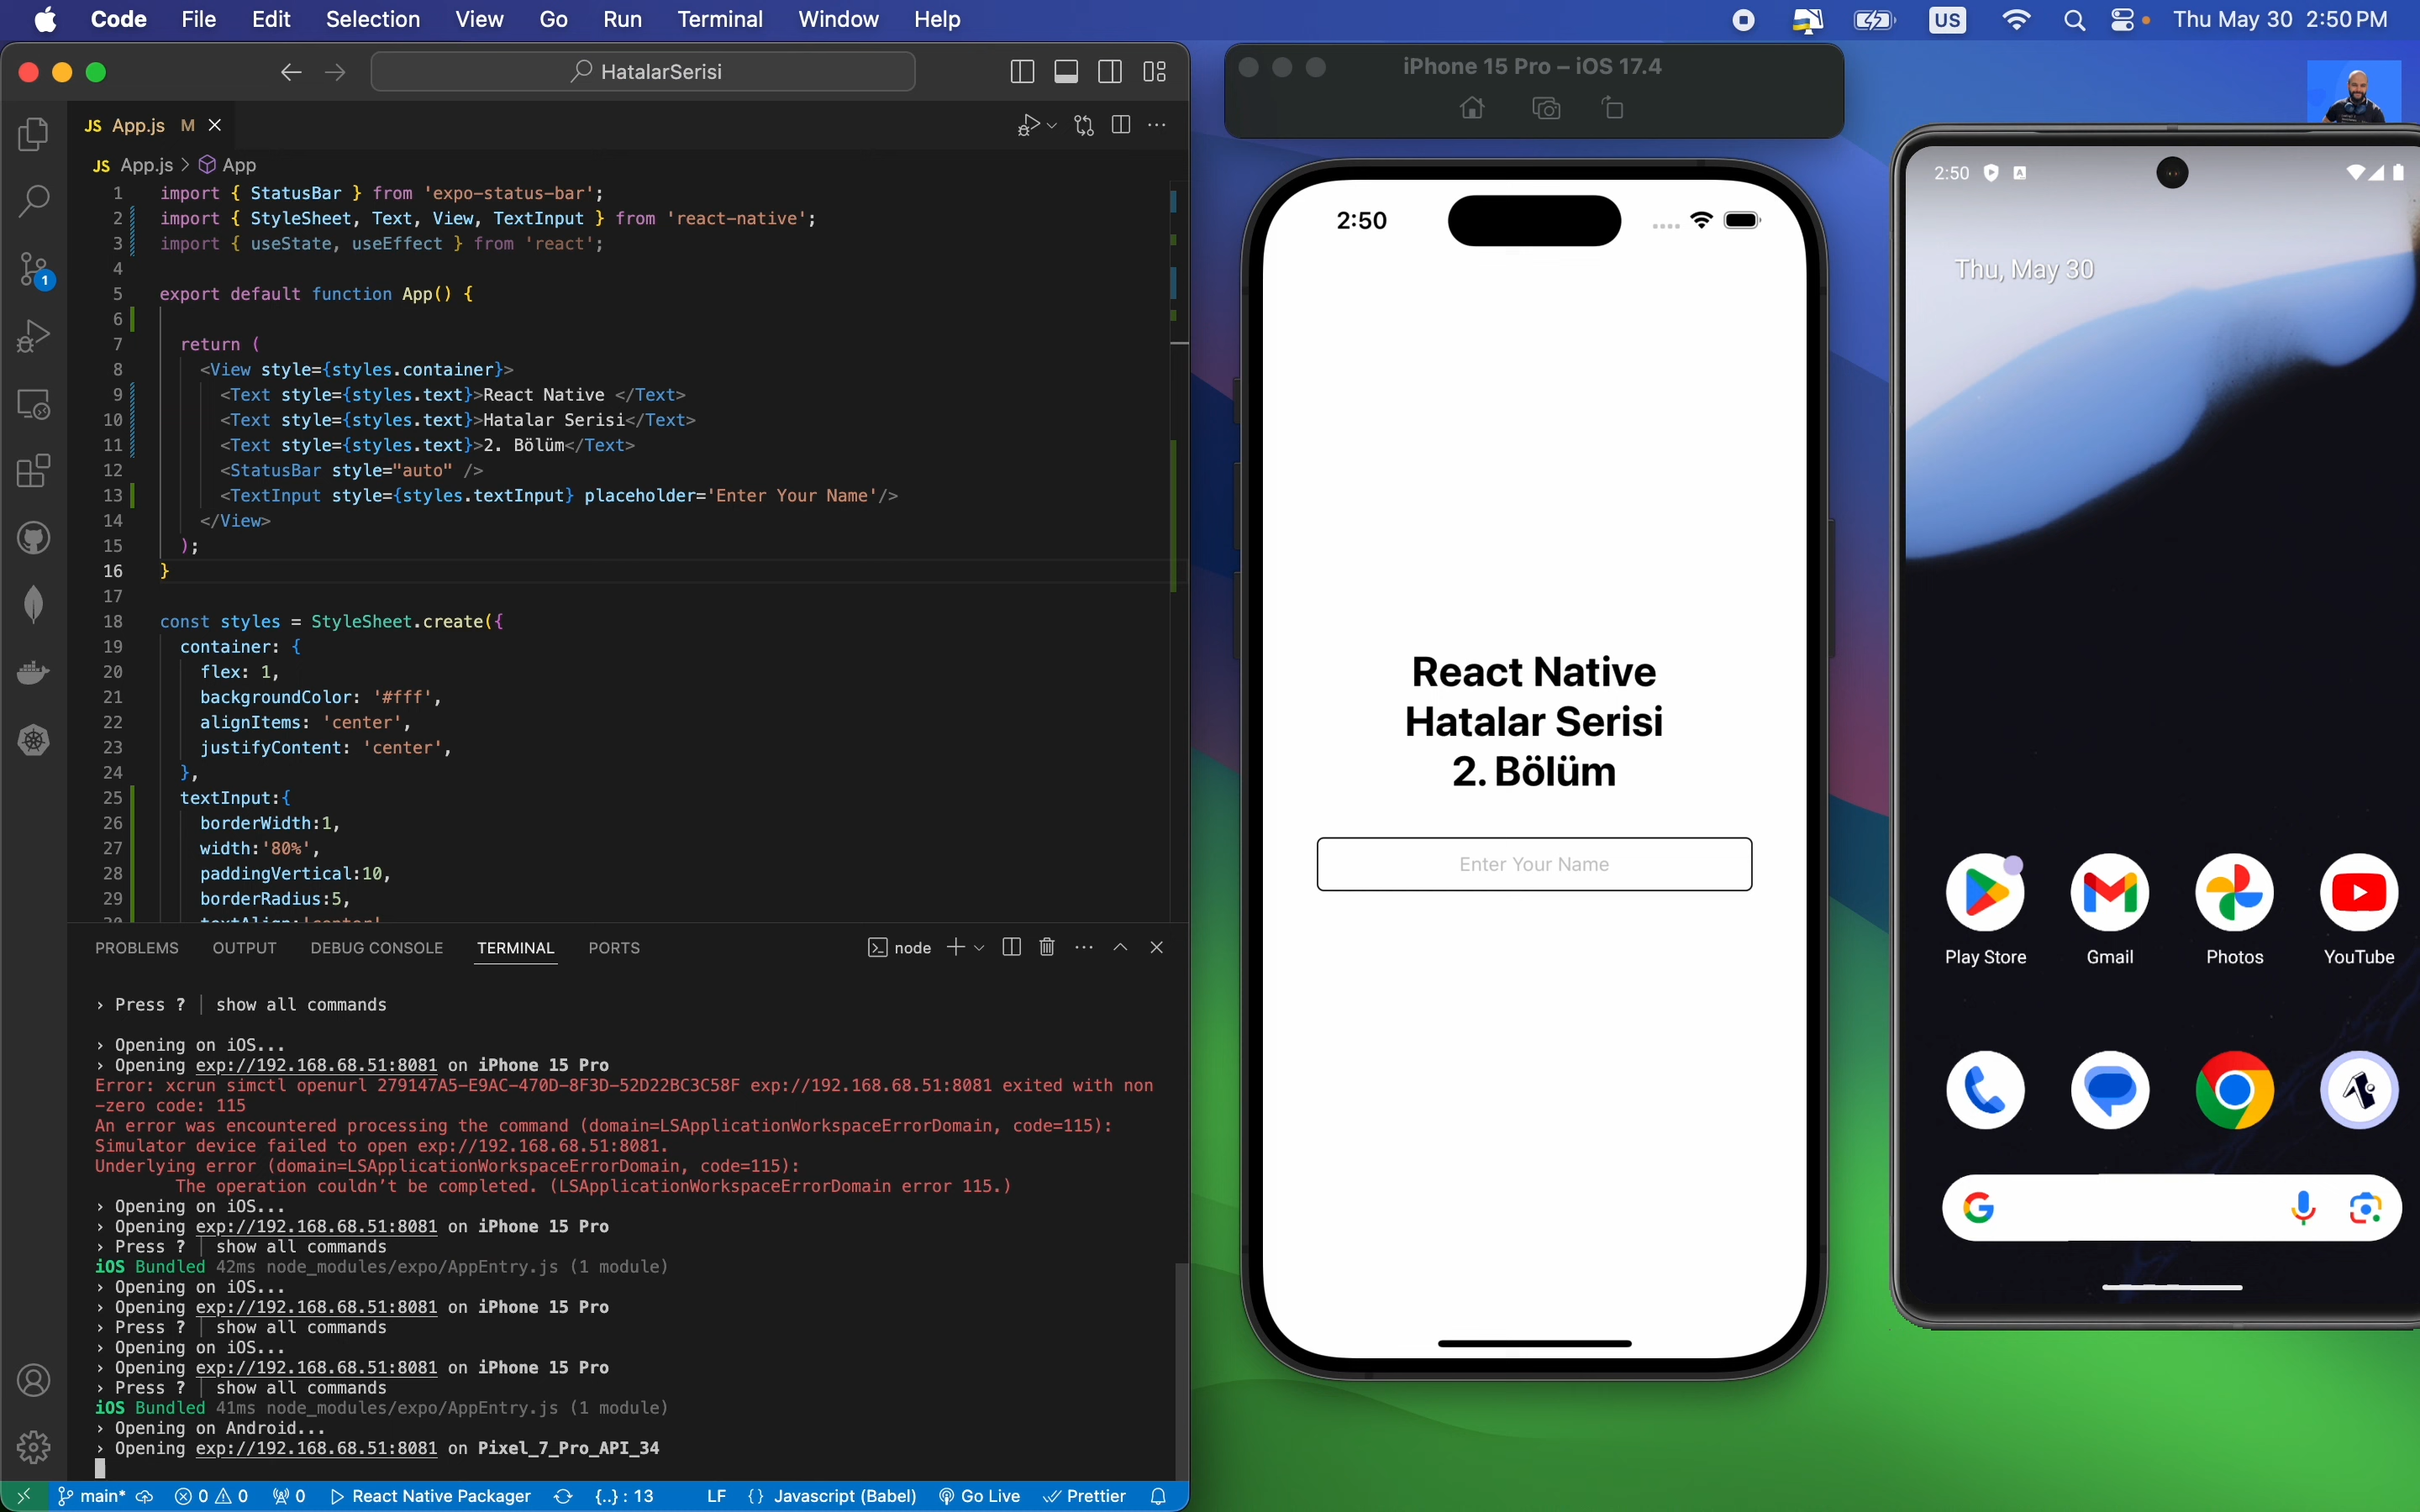 Code File Edit Selection View Go Run Terminal Window Help
US
Thu May 30 2:50 PM
HatalarSerisi
JS App.js M
JS App.js > App
1 import { StatusBar } from 'expo-status-bar';
2 import { StyleSheet, Text, View, TextInput } from 'react-native';
3 import { useState, useEffect } from 'react';
4
5 export default function App() {
6
7 return (
8 <View style={styles.container}>
9 <Text style={styles.text}>React Native </Text>
10 <Text style={styles.text}>Hatalar Serisi</Text>
11 <Text style={styles.text}>2. Bölüm</Text>
12 <StatusBar style="auto" />
13 <TextInput style={styles.textInput} placeholder='Enter Your Name'/>
14 </View>
15 );
16 }
17
18 const styles = StyleSheet.create({
19 container: {
20 flex: 1,
21 backgroundColor: '#fff',
22 alignItems: 'center',
23 justifyContent: 'center',
24 },
25 textInput:{
26 borderWidth:1,
27 width:'80%',
28 paddingVertical:10,
29 borderRadius:5,
30 textAlign:'center'
1
PROBLEMS OUTPUT DEBUG CONSOLE TERMINAL PORTS
node
› Press ? │ show all commands
› Opening on iOS...
› Opening exp://192.168.68.51:8081 on iPhone 15 Pro
Error: xcrun simctl openurl 279147A5-E9AC-470D-8F3D-52D22BC3C58F exp://192.168.68.51:8081 exited with non
-zero code: 115
An error was encountered processing the command (domain=LSApplicationWorkspaceErrorDomain, code=115):
Simulator device failed to open exp://192.168.68.51:8081.
Underlying error (domain=LSApplicationWorkspaceErrorDomain, code=115):
The operation couldn’t be completed. (LSApplicationWorkspaceErrorDomain error 115.)
› Opening on iOS...
› Opening exp://192.168.68.51:8081 on iPhone 15 Pro
› Press ? │ show all commands
iOS Bundled 42ms node_modules/expo/AppEntry.js (1 module)
› Opening on iOS...
› Opening exp://192.168.68.51:8081 on iPhone 15 Pro
› Press ? │ show all commands
› Opening on iOS...
› Opening exp://192.168.68.51:8081 on iPhone 15 Pro
› Press ? │ show all commands
iOS Bundled 41ms node_modules/expo/AppEntry.js (1 module)
› Opening on Android...
› Opening exp://192.168.68.51:8081 on Pixel_7_Pro_API_34
main* 0 0 0 React Native Packager {..} : 13 LF {} Javascript (Babel) Go Live Prettier
iPhone 15 Pro – iOS 17.4
2:50
React Native
Hatalar Serisi
2. Bölüm
Enter Your Name
2:50
Thu, May 30
Play Store Gmail Photos YouTube